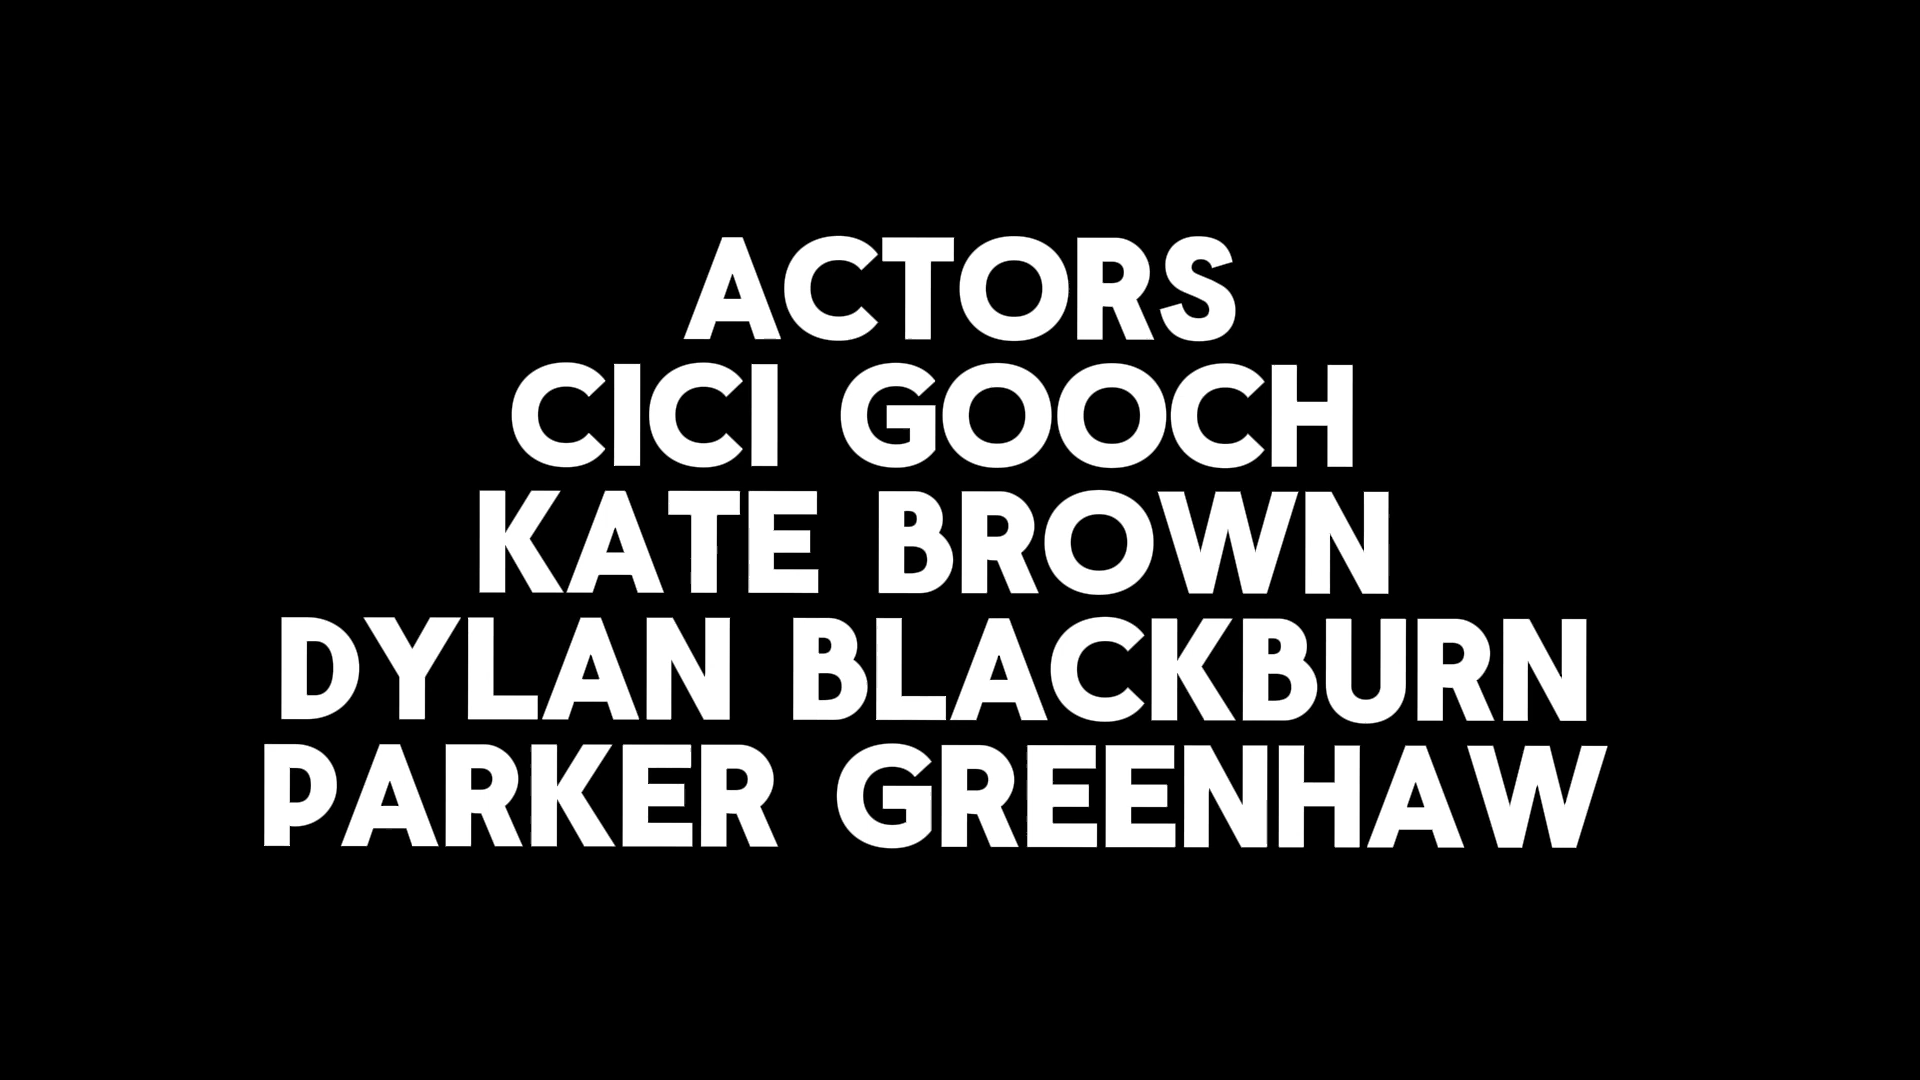 ACTORS
CICI GOOCH
KATE BROWN
DYLAN BLACKBURN
PARKER GREENHAW